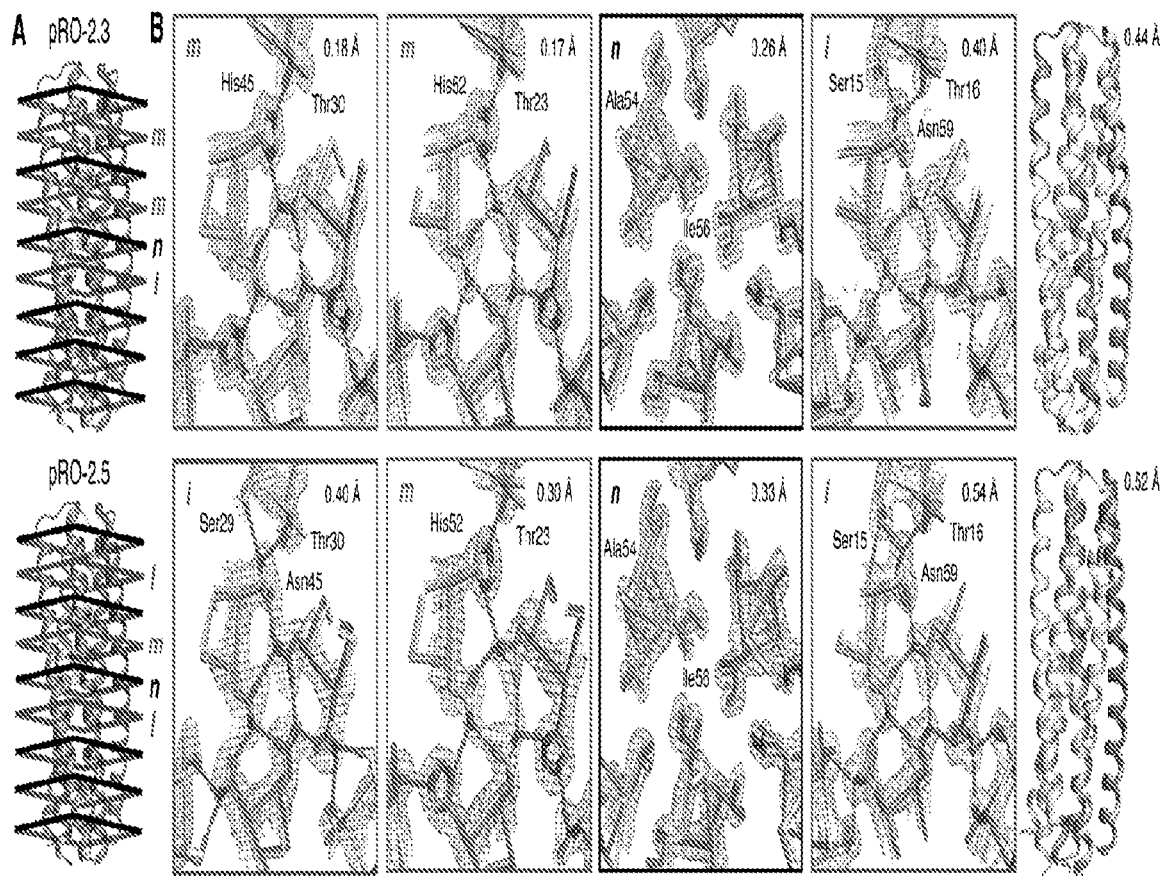 A
pRO-2.3
m
m
n
l
B
m
0.18 Å
His45
Thr30
m
0.17 Å
His52
Thr23
n
0.26 Å
Ala54
Ile56
l
0.40 Å
Ser15
Thr16
Asn59
0.44 Å
pRO-2.5
l
m
n
l
l
0.40 Å
Ser29
Thr30
Asn45
m
0.30 Å
His52
Thr23
n
0.33 Å
Ala54
Ile56
l
0.54 Å
Ser15
Thr16
Asn59
0.52 Å